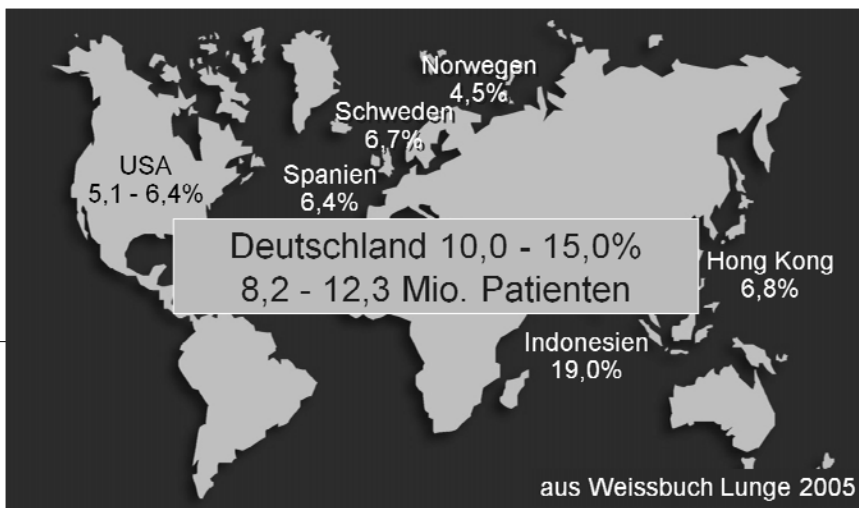 Norwegen
4,5%
Schweden
6,7%
USA
5,1 - 6,4%
Spanien
6,4%
Deutschland 10,0 - 15,0%
8,2 - 12,3 Mio. Patienten
Hong Kong
6,8%
Indonesien
19,0%
aus Weissbuch Lunge 2005